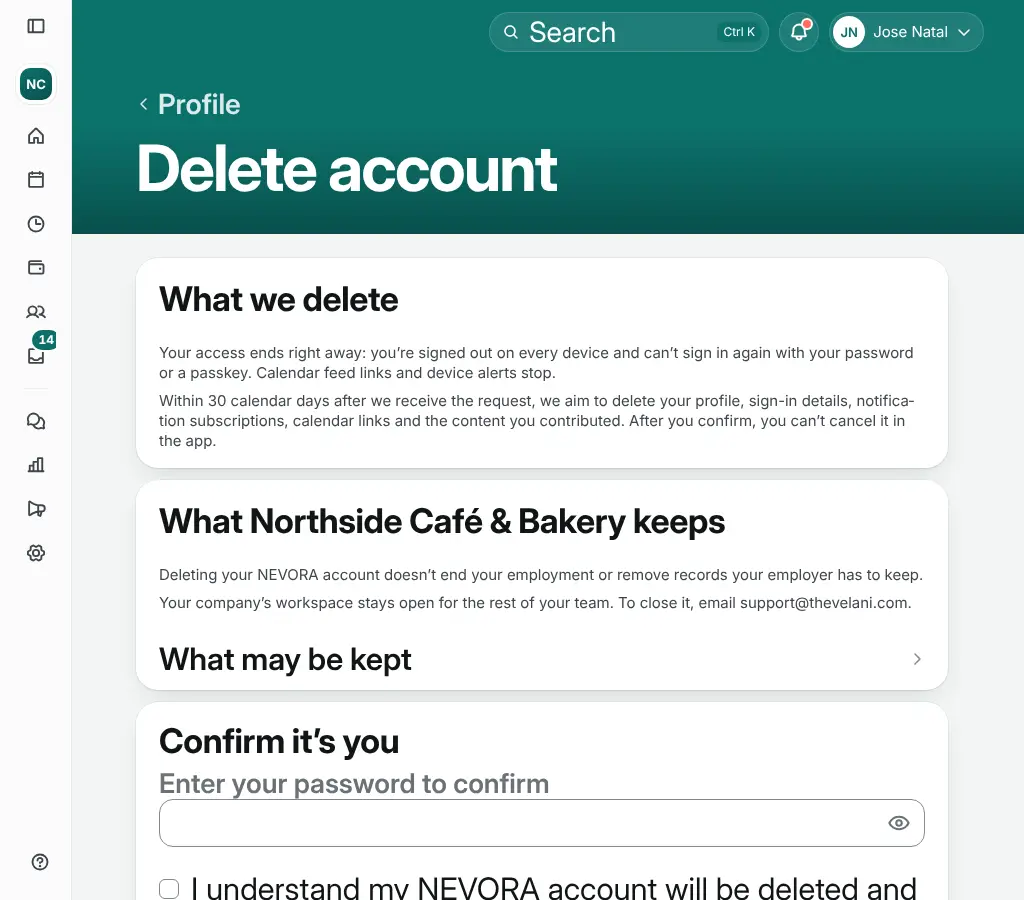 Search
Ctrl K
JN
Jose Natal
NC
Profile
Delete account
14
What we delete
Your access ends right away: you’re signed out on every device and can’t sign in again with your password
or a passkey. Calendar feed links and device alerts stop.
Within 30 calendar days after we receive the request, we aim to delete your profile, sign-in details, notifica-
tion subscriptions, calendar links and the content you contributed. After you confirm, you can’t cancel it in
the app.
What Northside Café & Bakery keeps
Deleting your NEVORA account doesn’t end your employment or remove records your employer has to keep.
Your company’s workspace stays open for the rest of your team. To close it, email support@thevelani.com.
What may be kept
Confirm it’s you
Enter your password to confirm
I understand my NEVORA account will be deleted and